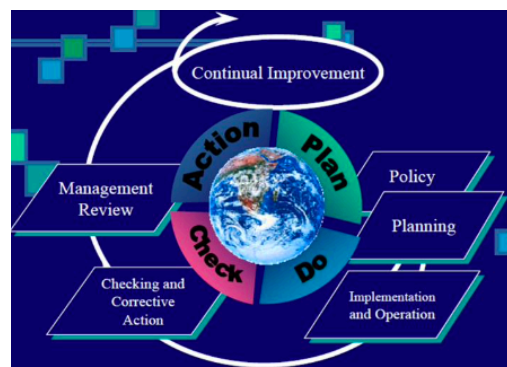 Continual Improvement
Action
Plan
Check
Do
Policy
Planning
Implementation
and Operation
Checking and
Corrective
Action
Management
Review